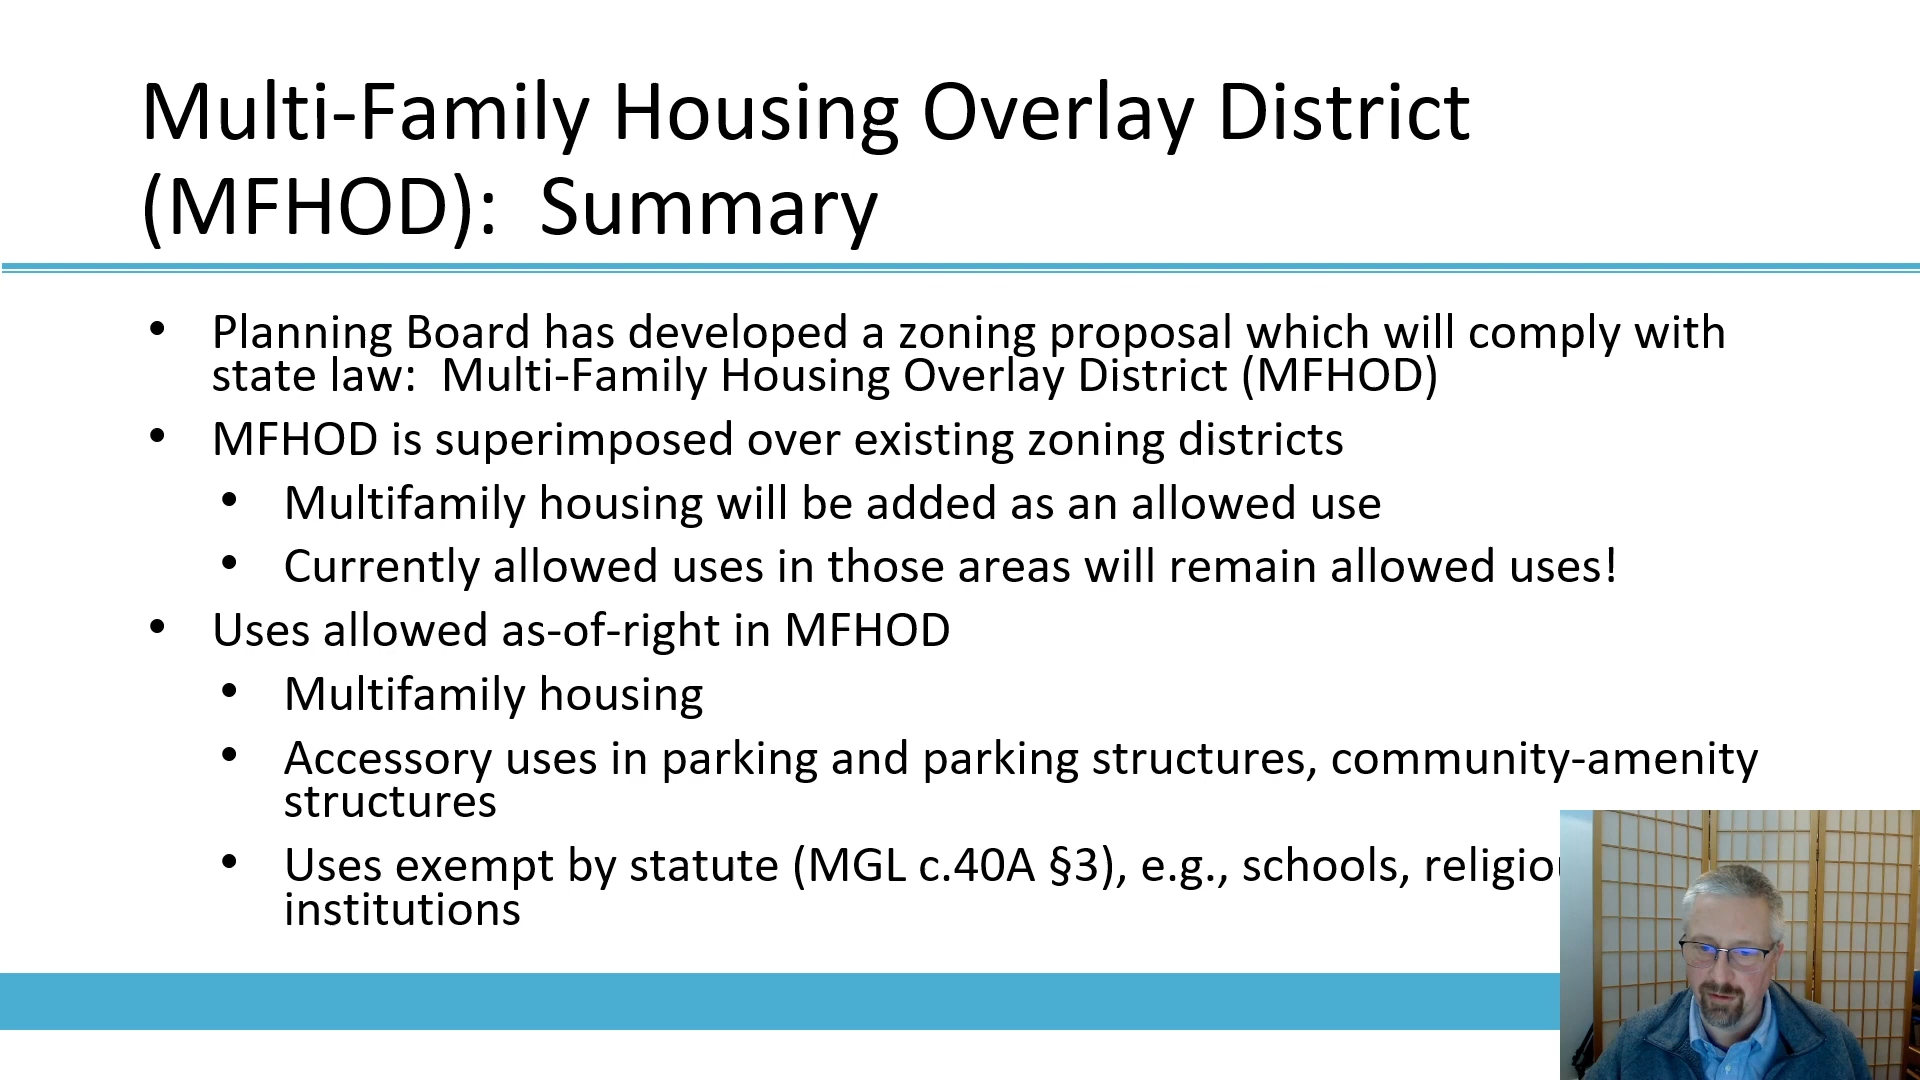 Multi-Family Housing Overlay District
(MFHOD):  Summary
• Planning Board has developed a zoning proposal which will comply with
state law:  Multi-Family Housing Overlay District (MFHOD)
• MFHOD is superimposed over existing zoning districts
• Multifamily housing will be added as an allowed use
• Currently allowed uses in those areas will remain allowed uses!
• Uses allowed as-of-right in MFHOD
• Multifamily housing
• Accessory uses in parking and parking structures, community-amenity
structures
• Uses exempt by statute (MGL c.40A §3), e.g., schools,
institutions